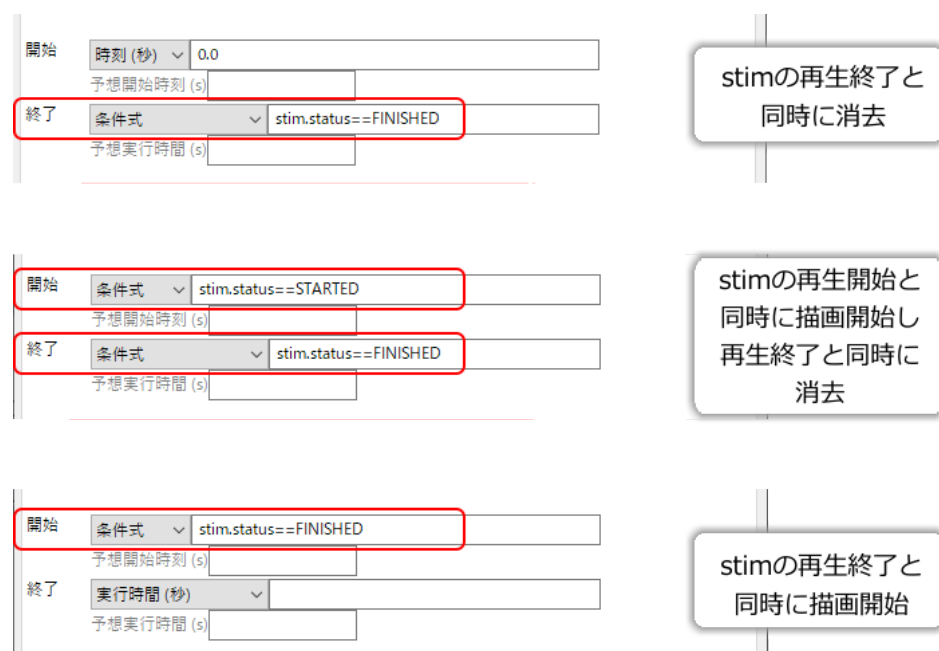 開始
時刻 (秒)
0.0
予想開始時刻 (s)
終了
条件式
stim.status==FINISHED
予想実行時間 (s)
stimの再生終了と
同時に消去
開始
条件式
stim.status==STARTED
予想開始時刻 (s)
終了
条件式
stim.status==FINISHED
予想実行時間 (s)
stimの再生開始と
同時に描画開始し
再生終了と同時に
消去
開始
条件式
stim.status==FINISHED
予想開始時刻 (s)
終了
実行時間 (秒)
予想実行時間 (s)
stimの再生終了と
同時に描画開始